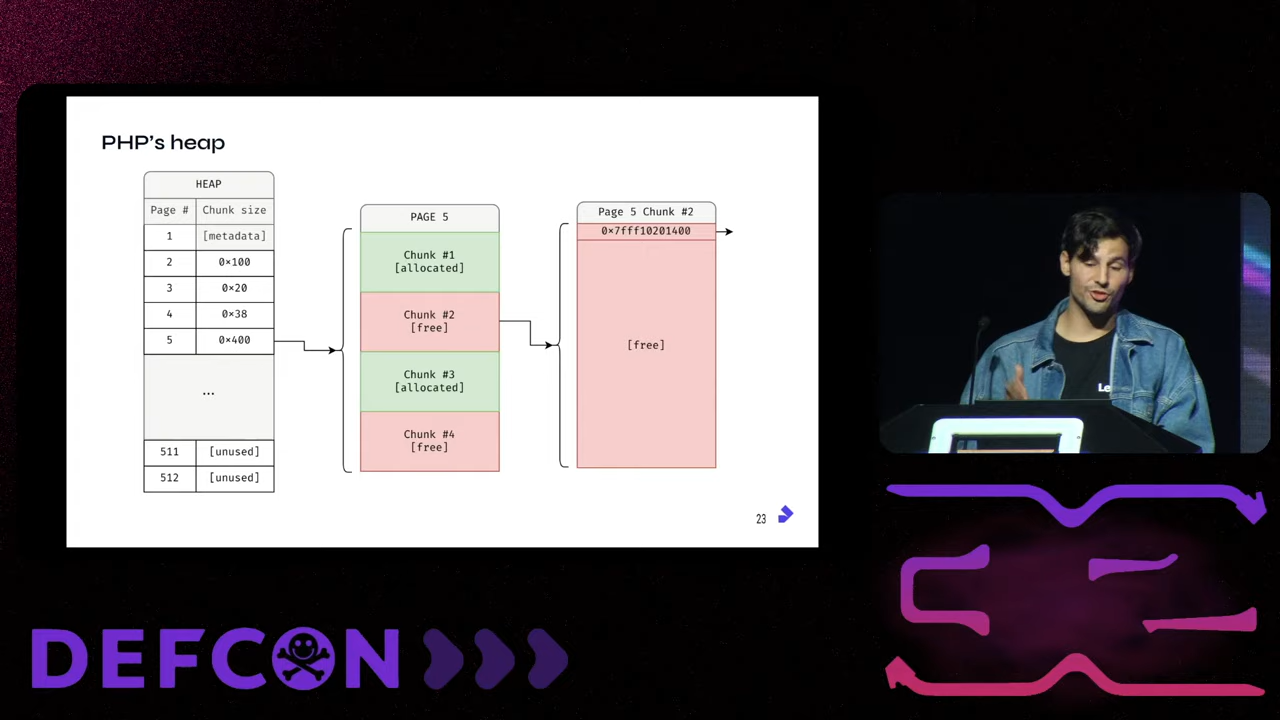 PHP's heap
HEAP
Page # Chunk size
1 [metadata]
2 0×100
3 0×20
4 0×38
5 0×400
...
511 [unused]
512 [unused]
PAGE 5
Chunk #1
[allocated]
Chunk #2
[free]
Chunk #3
[allocated]
Chunk #4
[free]
Page 5 Chunk #2
0×7fff10201400
[free]
23
Le
DEFCON